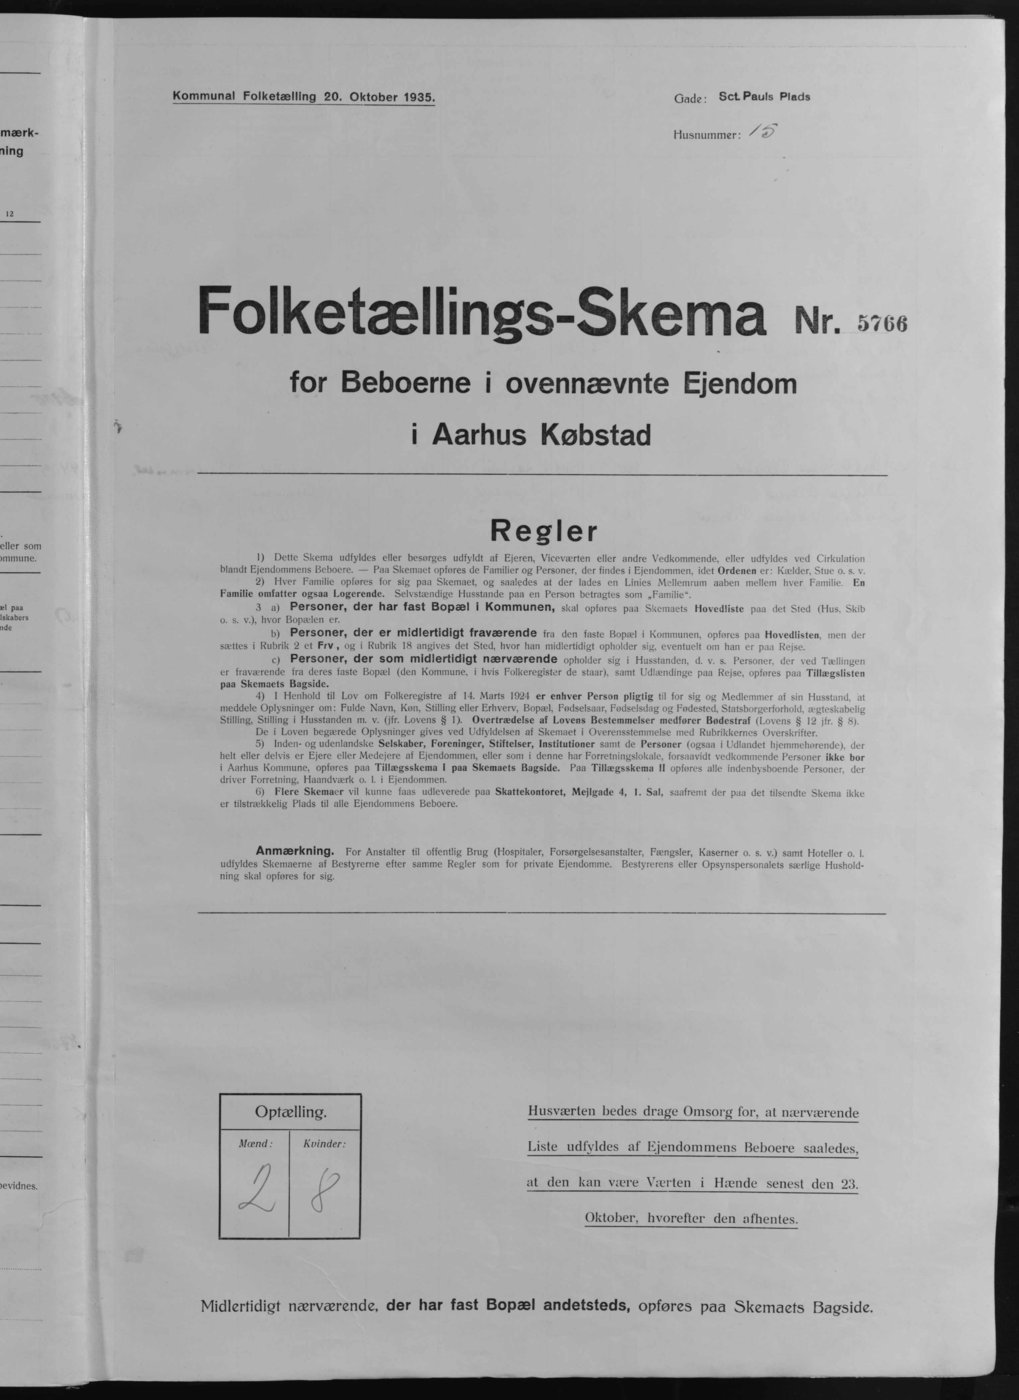 Kommunal Folketælling 20. Oktober 1935.
Gade: Sct. Pauls Plads
Husnummer: 15
mærk-
ning
12
Folketællings-Skema Nr. 5766
for Beboerne i ovennævnte Ejendom
i Aarhus Købstad
Regler
1) Dette Skema udfyldes eller besørges udfyldt af Ejeren, Viceværten eller andre Vedkommende, eller udfyldes ved Cirkulation
blandt Ejendommens Beboere. — Paa Skemaet opføres de Familier og Personer, der findes i Ejendommen, idet Ordenen er: Kælder, Stue o. s. v.
2) Hver Familie opføres for sig paa Skemaet, og saaledes at der lades en Linies Mellemrum aaben mellem hver Familie. En
Familie omfatter ogsaa Logerende. Selvstændige Husstande paa en Person betragtes som „Familie“.
3 a) Personer, der har fast Bopæl i Kommunen, skal opføres paa Skemaets Hovedliste paa det Sted (Hus, Skib
o. s. v.), hvor Bopælen er.
b) Personer, der er midlertidigt fraværende fra den faste Bopæl i Kommunen, opføres paa Hovedlisten, men der
sættes i Rubrik 2 et Frv, og i Rubrik 18 angives det Sted, hvor han midlertidigt opholder sig, eventuelt om han er paa Rejse.
c) Personer, der som midlertidigt nærværende opholder sig i Husstanden, d. v. s. Personer, der ved Tællingen
er fraværende fra deres faste Bopæl (den Kommune, i hvis Folkeregister de staar), samt Udlændinge paa Rejse, opføres paa Tillægslisten
paa Skemaets Bagside.
4) I Henhold til Lov om Folkeregistre af 14. Marts 1924 er enhver Person pligtig til for sig og Medlemmer af sin Husstand, at
meddele Oplysninger om: Fulde Navn, Køn, Stilling eller Erhverv, Bopæl, Fødselsaar, Fødselsdag og Fødested, Statsborgerforhold, ægteskabelig
Stilling, Stilling i Husstanden m. v. (jfr. Lovens § 1). Overtrædelse af Lovens Bestemmelser medfører Bødestraf (Lovens § 12 jfr. § 8).
De i Loven begærede Oplysninger gives ved Udfyldelsen af Skemaet i Overensstemmelse med Rubrikkernes Overskrifter.
5) Inden- og udenlandske Selskaber, Foreninger, Stiftelser, Institutioner samt de Personer (ogsaa i Udlandet hjemmehørende), der
helt eller delvis er Ejere eller Medejere af Ejendommen, eller som i denne har Forretningslokale, forsaavidt vedkommende Personer ikke bor
i Aarhus Kommune, opføres paa Tillægsskema I paa Skemaets Bagside. Paa Tillægsskema II opføres alle indenbysboende Personer, der
driver Forretning, Haandværk o. l. i Ejendommen.
6) Flere Skemaer vil kunne faas udleverede paa Skattekontoret, Mejlgade 4, 1. Sal, saafremt der paa det tilsendte Skema ikke
er tilstrækkelig Plads til alle Ejendommens Beboere.
eller som
ommune.
el paa
lskabers
nde
Anmærkning. For Anstalter til offentlig Brug (Hospitaler, Forsørgelsesanstalter, Fængsler, Kaserner o. s. v.) samt Hoteller o. l.
udfyldes Skemaerne af Bestyrerne efter samme Regler som for private Ejendomme. Bestyrerens eller Opsynspersonalets særlige Hushold-
ning skal opføres for sig.
Optælling.
Mænd: Kvinder:
2 8
Husværten bedes drage Omsorg for, at nærværende
Liste udfyldes af Ejendommens Beboere saaledes,
at den kan være Værten i Hænde senest den 23.
Oktober, hvorefter den afhentes.
bevidnes.
Midlertidigt nærværende, der har fast Bopæl andetsteds, opføres paa Skemaets Bagside.